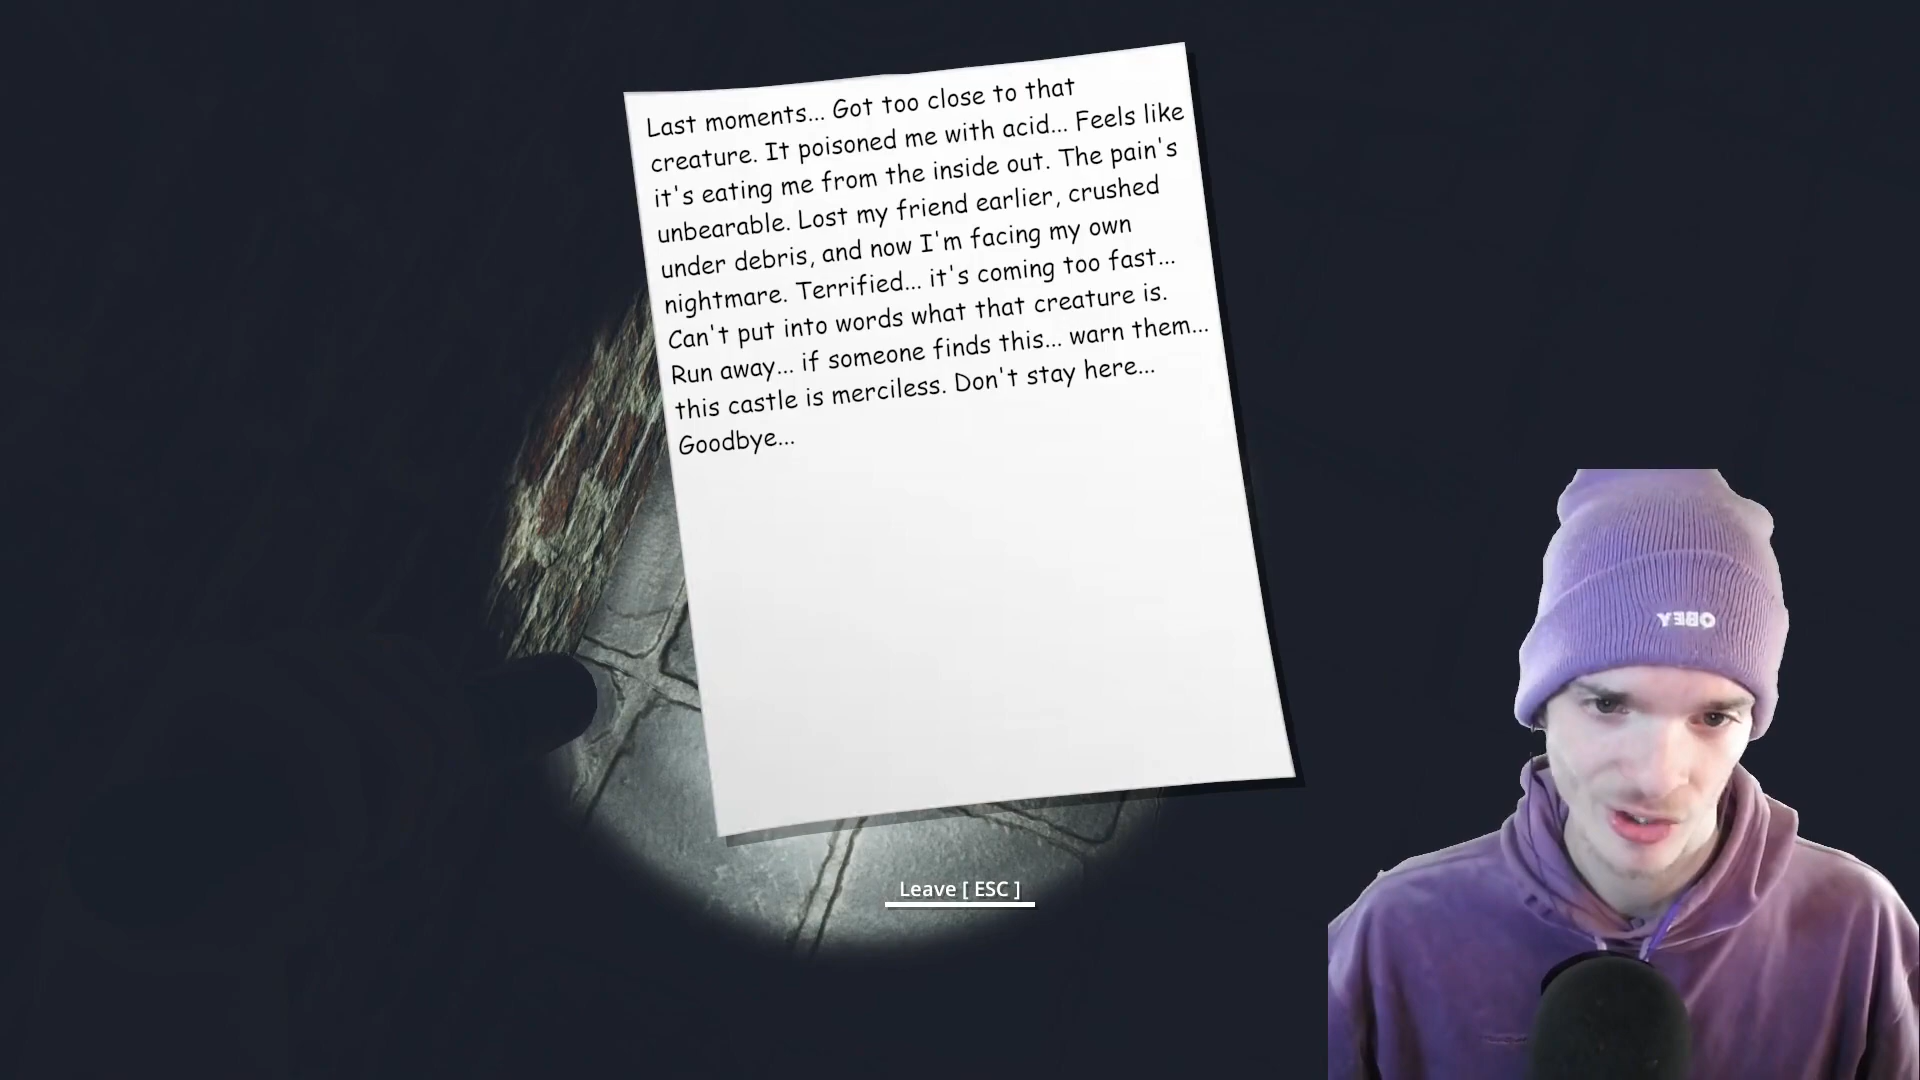 Last moments... Got too close to that
creature. It poisoned me with acid... Feels like
it's eating me from the inside out. The pain's
unbearable. Lost my friend earlier, crushed
under debris, and now I'm facing my own
nightmare. Terrified... it's coming too fast...
Can't put into words what that creature is.
Run away... if someone finds this... warn them...
this castle is merciless. Don't stay here...
Goodbye...
OBEY
Leave [ ESC ]